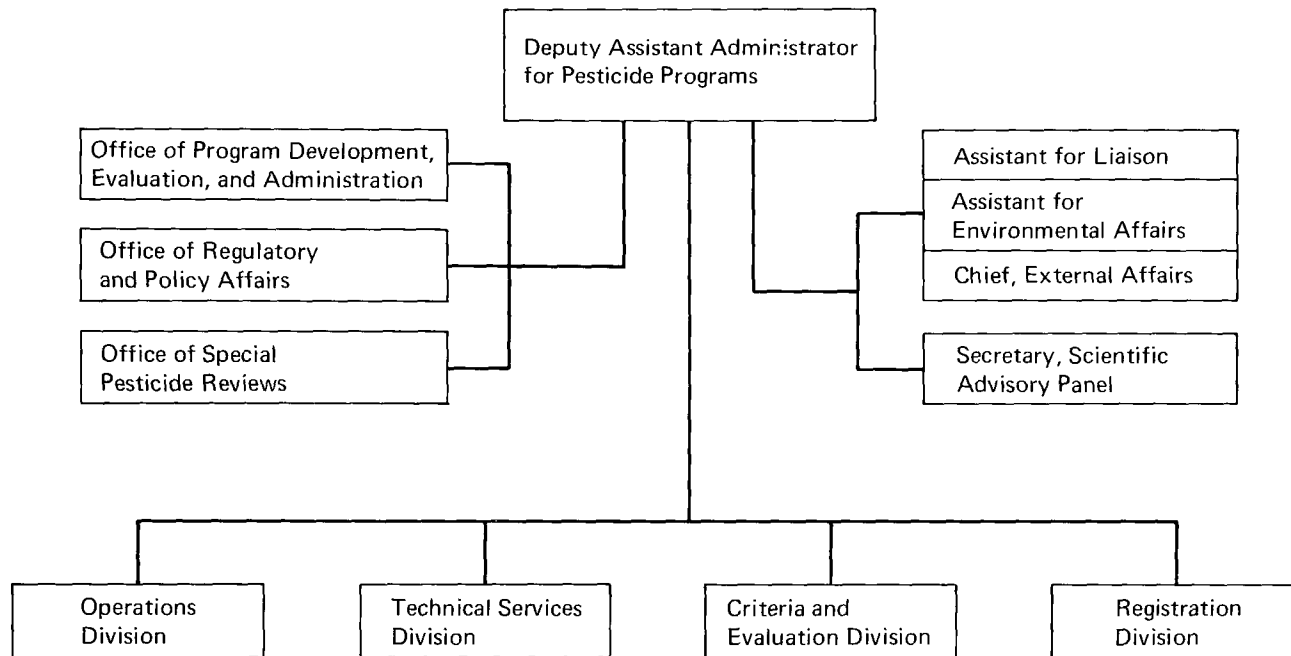 Deputy Assistant Administrator
for Pesticide Programs
Office of Program Development,
Evaluation, and Administration
Office of Regulatory
and Policy Affairs
Office of Special
Pesticide Reviews
Assistant for Liaison
Assistant for
Environmental Affairs
Chief, External Affairs
Secretary, Scientific
Advisory Panel
Operations
Division
Technical Services
Division
Criteria and
Evaluation Division
Registration
Division